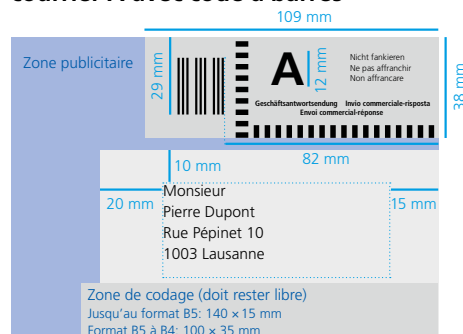 109 mm
Zone publicitaire
29 mm
A
12 mm
Nicht fankieren
Ne pas affranchir
Non affrancare
38 mm
Geschäftsantwortsendung Invio commerciale-risposta
Envoi commercial-réponse
10 mm
82 mm
20 mm
15 mm
Monsieur
Pierre Dupont
Rue Pépinet 10
1003 Lausanne
Zone de codage (doit rester libre)
Jusqu'au format B5: 140 × 15 mm
Format B5 à B4: 100 × 35 mm